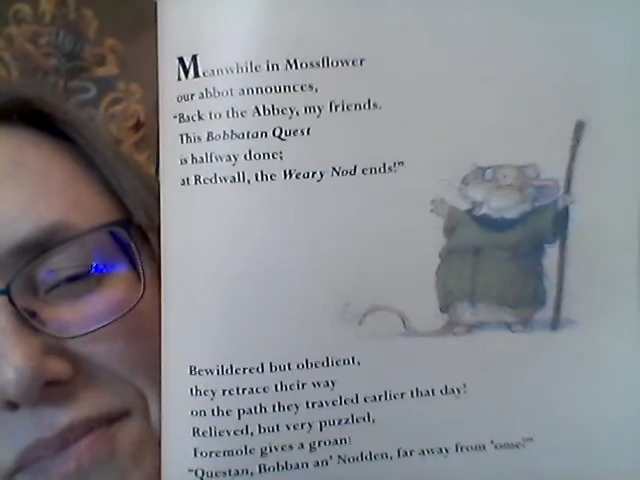 Meanwhile in Mossflower
our abbot announces,
"Back to the Abbey, my friends.
This Bobbatan Quest
is halfway done;
at Redwall, the Weary Nod ends!"
Bewildered but obedient,
they retrace their way
on the path they traveled earlier that day!
Relieved, but very puzzled,
Foremole gives a groan:
"Questan, Bobban an' Nodden, far away from 'ome!"